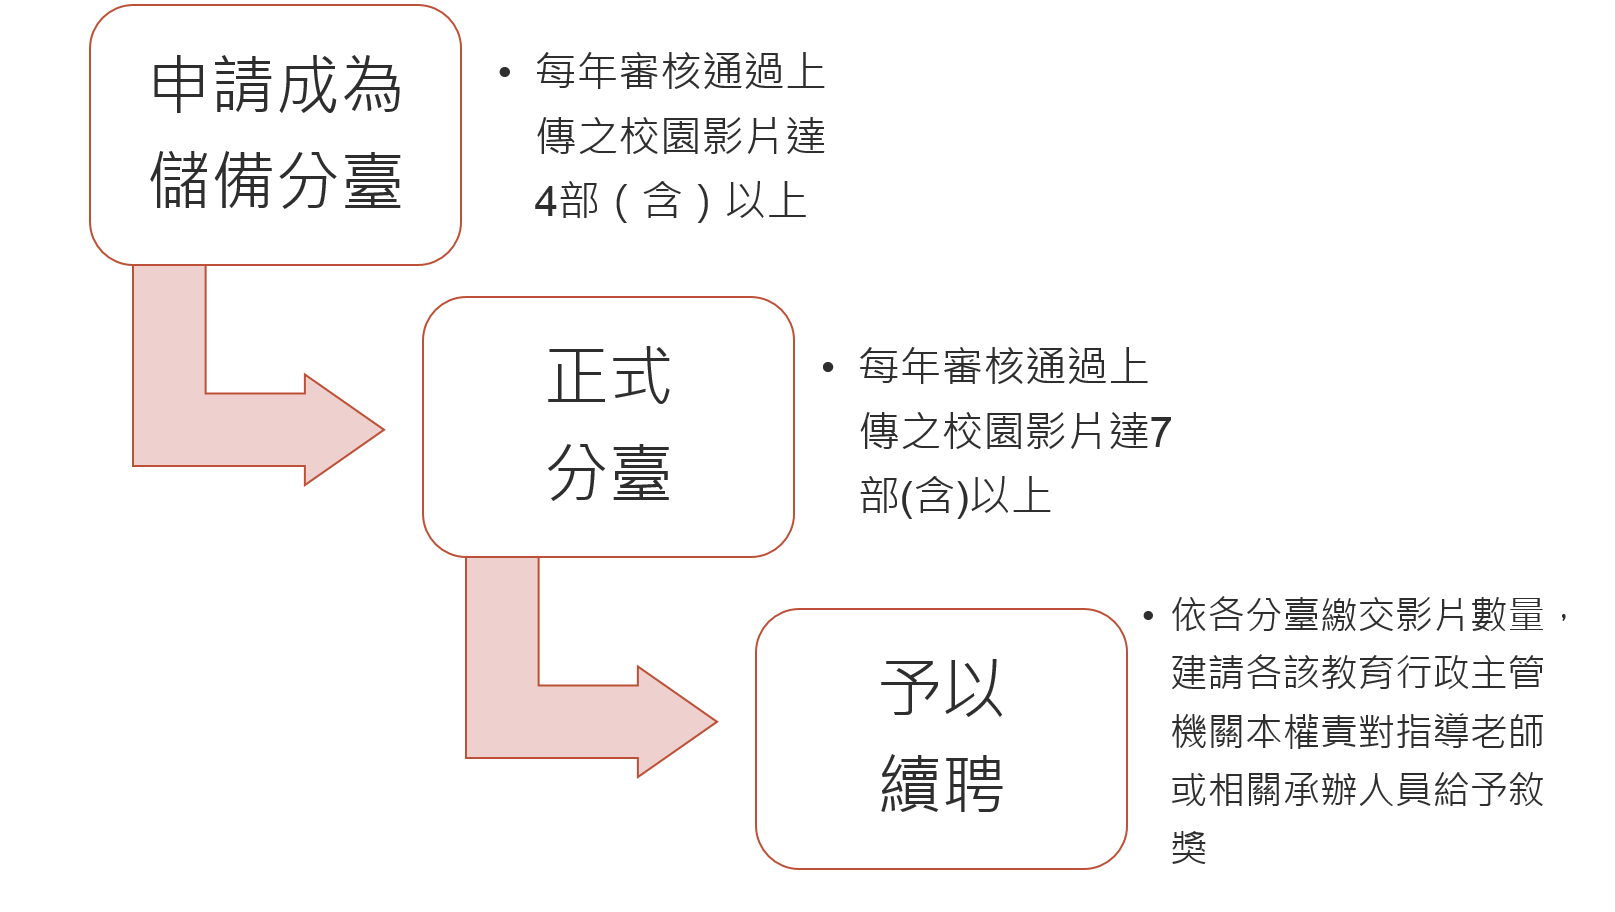 申請成為
儲備分臺
• 每年審核通過上
傳之校園影片達
4部（含）以上
正式
分臺
• 每年審核通過上
傳之校園影片達7
部(含)以上
予以
續聘
• 依各分臺繳交影片數量，
建請各該教育行政主管
機關本權責對指導老師
或相關承辦人員給予敘
獎